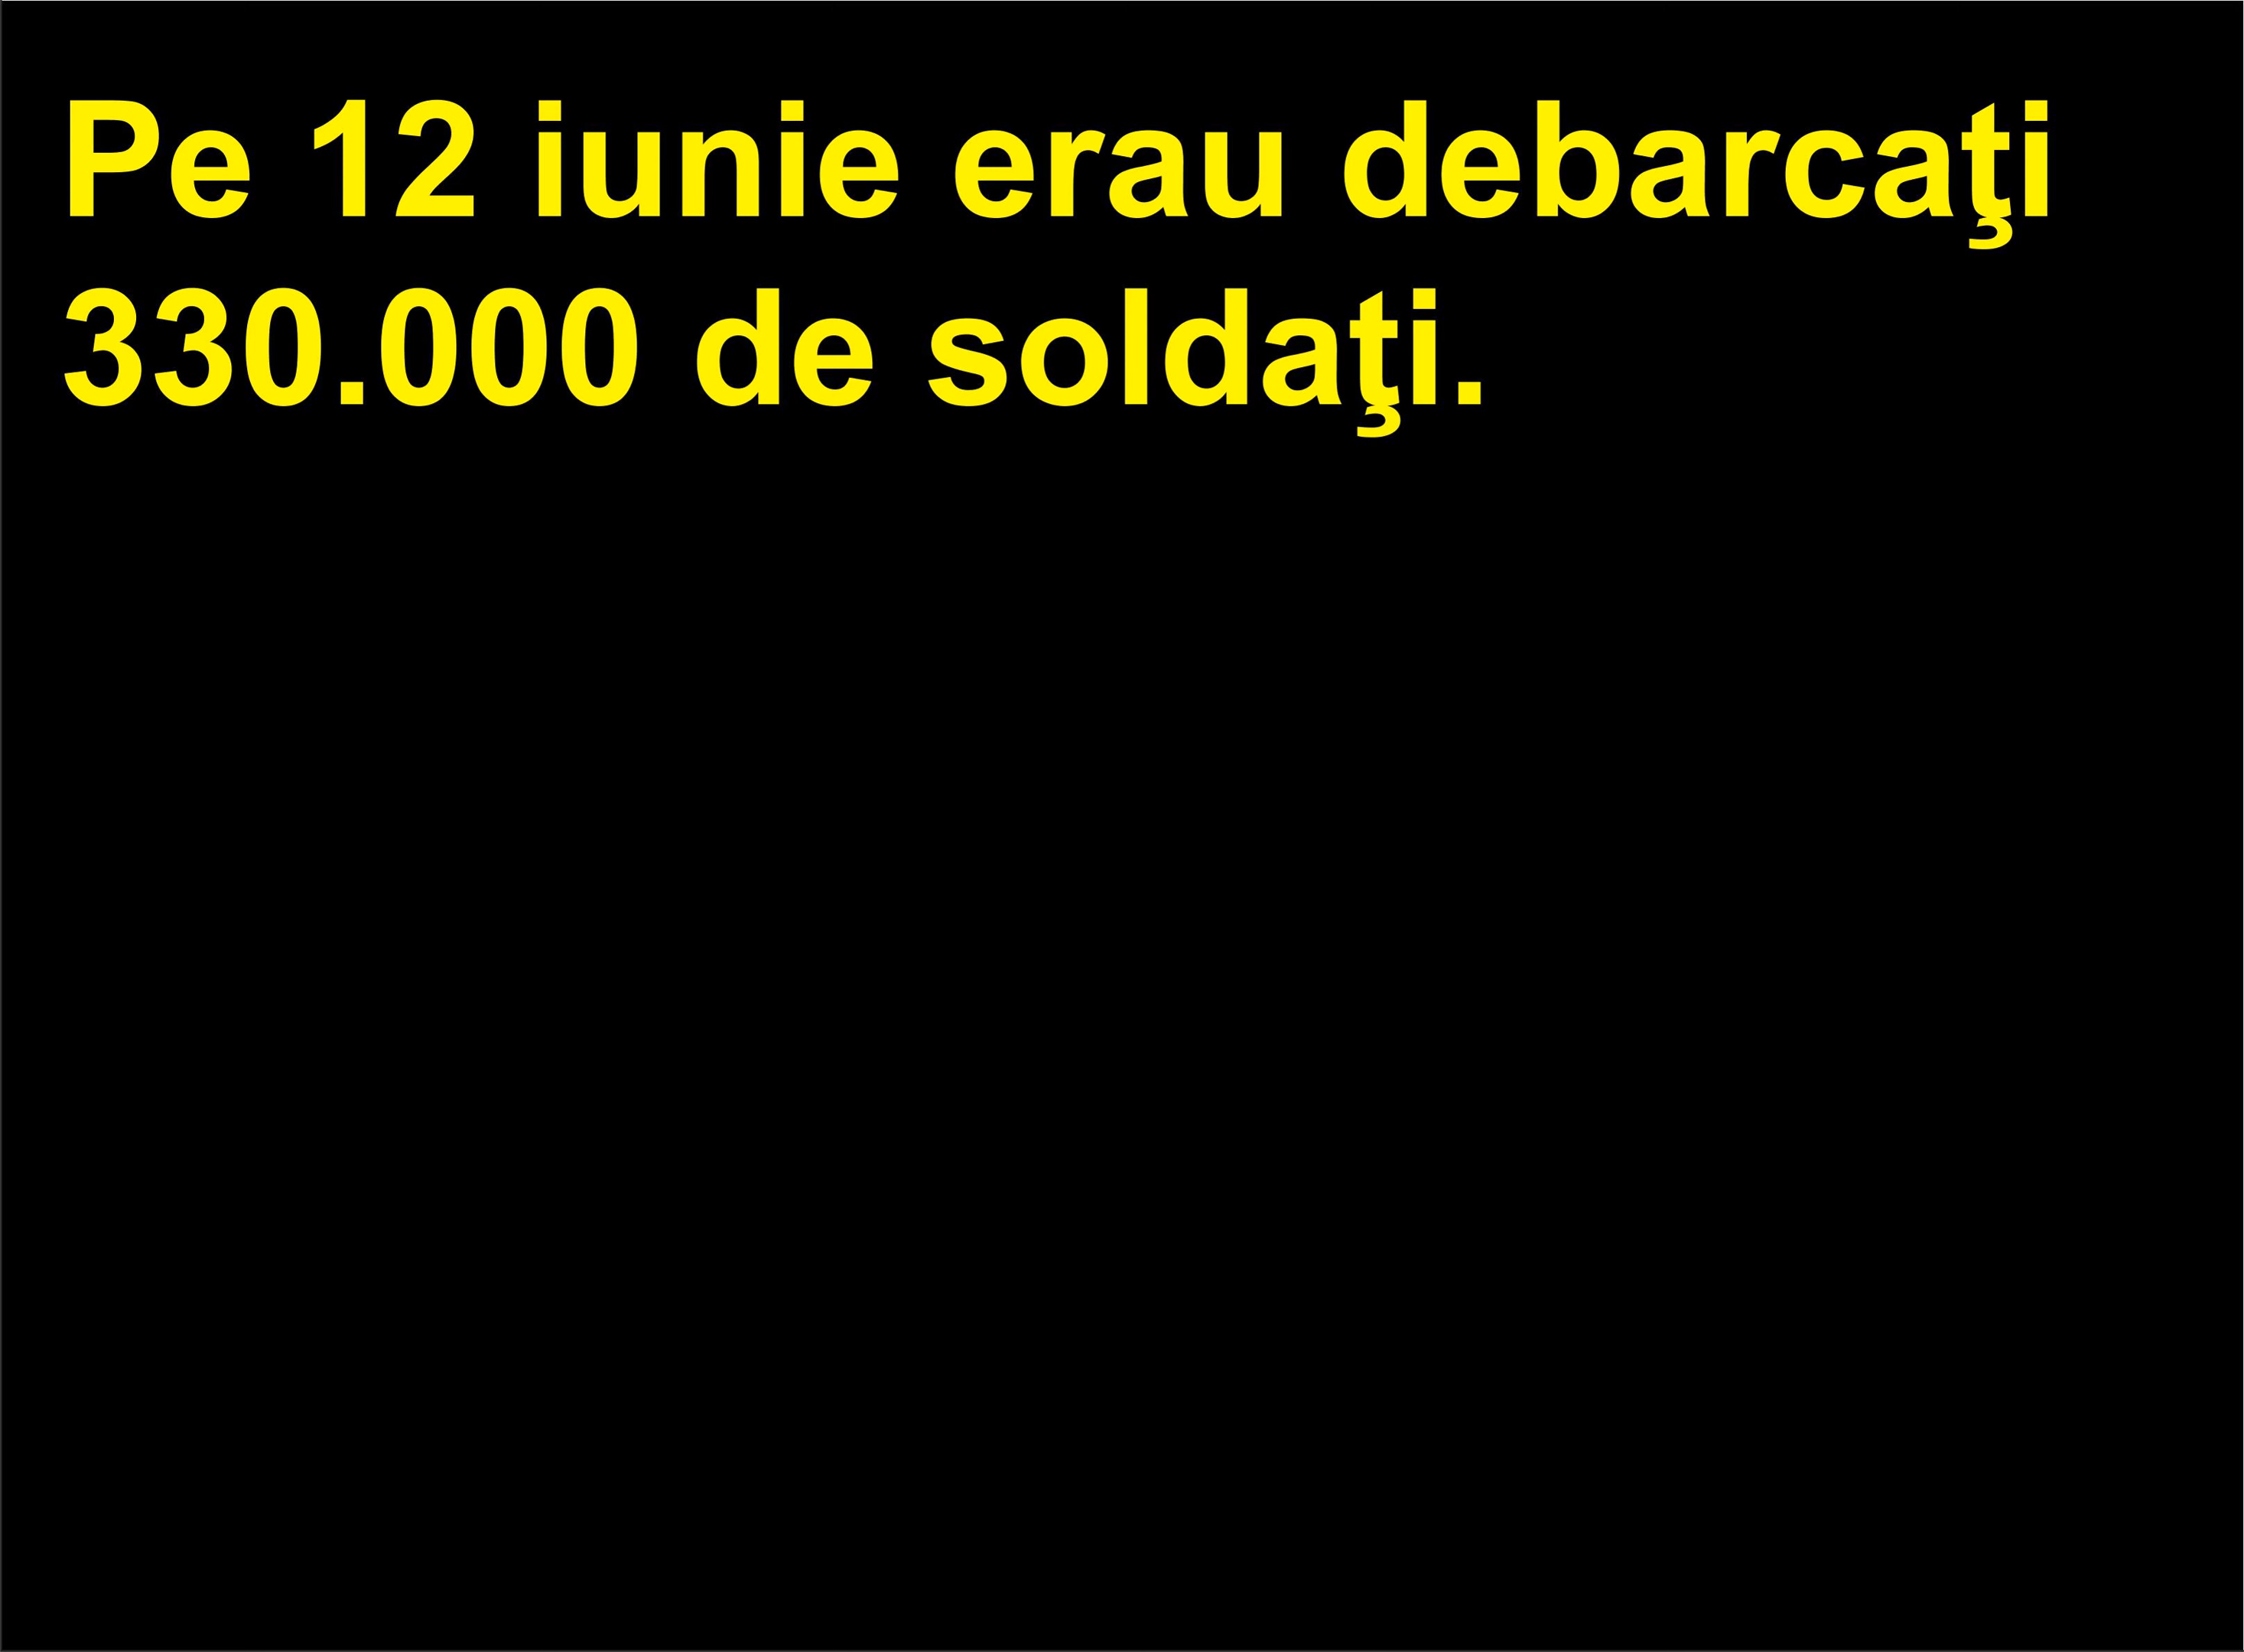 Pe 12 iunie erau debarcaţi
330.000 de soldaţi.